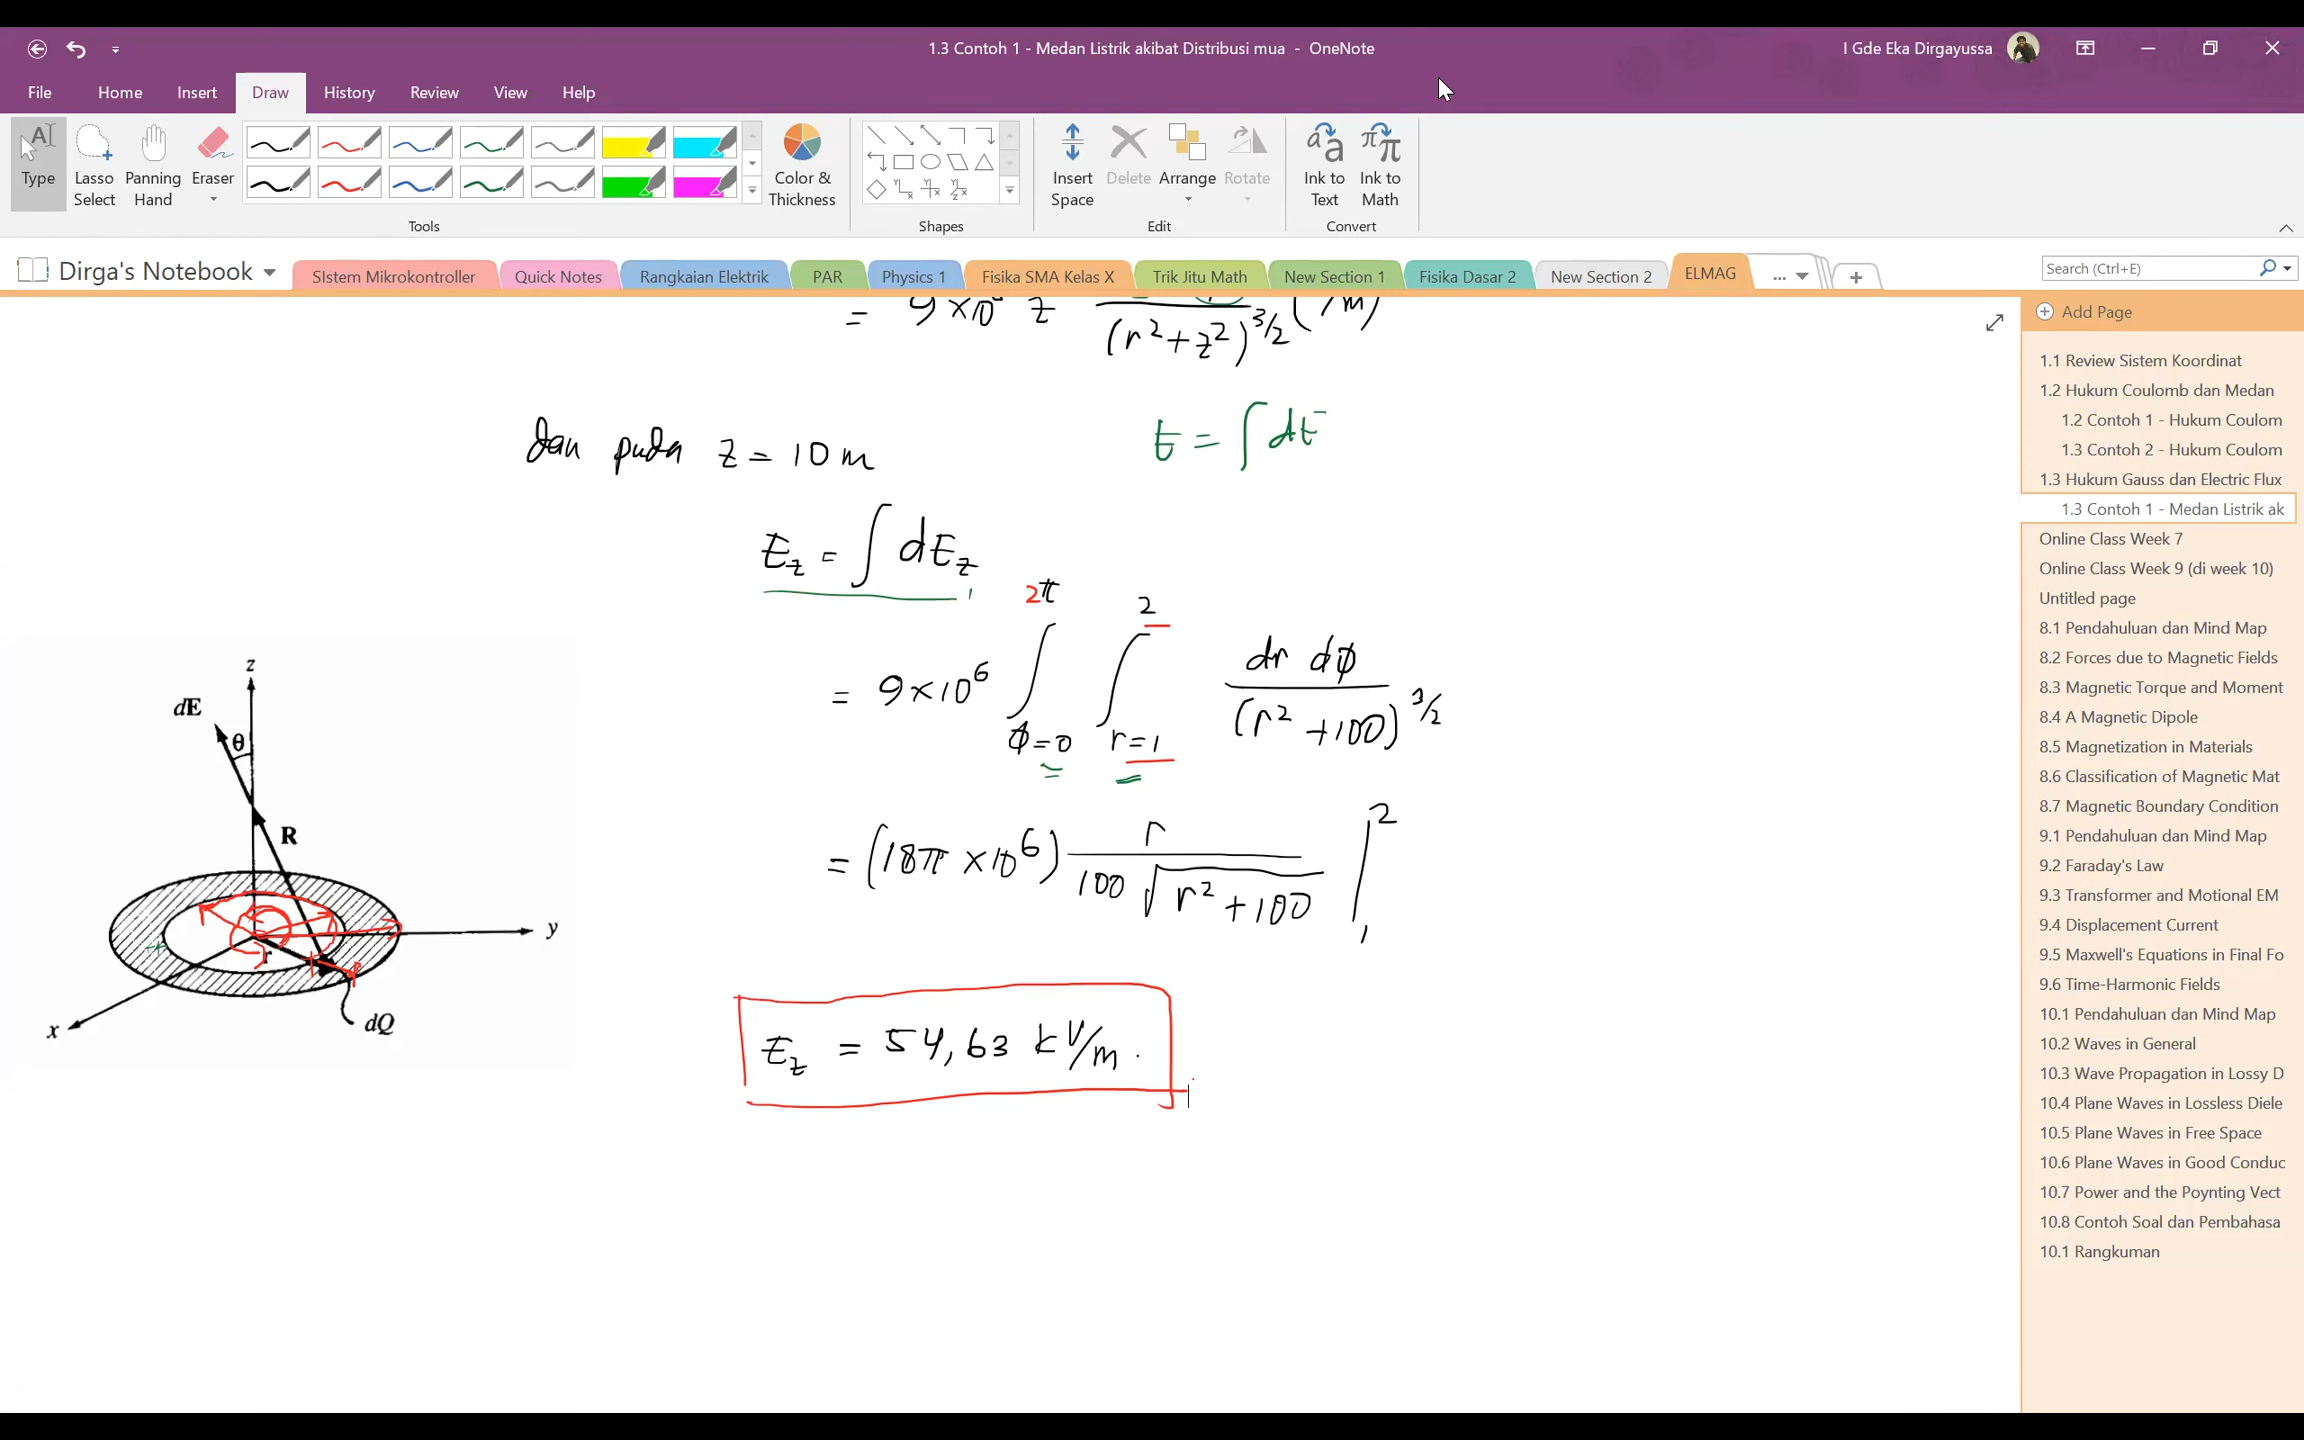 1.3 Contoh 1 - Medan Listrik akibat Distribusi mua - OneNote
I Gde Eka Dirgayussa
File Home Insert Draw History Review View Help
Type
Lasso Select
Panning Hand
Eraser
Color & Thickness
Insert Space
Delete
Arrange
Rotate
Ink to Text
Ink to Math
Tools
Shapes
Edit
Convert
Dirga's Notebook
SIstem Mikrokontroller
Quick Notes
Rangkaian Elektrik
PAR
Physics 1
Fisika SMA Kelas X
Trik Jitu Math
New Section 1
Fisika Dasar 2
New Section 2
ELMAG
...
Search (Ctrl+E)
(r² + z²)^3/2 (/m)
dan pada z = 10 m
E = ∫ dE
E_z = ∫ dE_z
= 9×10⁶ ∫_{φ=0}^{2π} ∫_{r=1}^{2} dr dφ / (r² + 100)^3/2
= (18π × 10⁶) r / 100 √(r² + 100) |_1^2
E_z = 54,63 kV/m.
z
dE
θ
R
y
r
x
dQ
Add Page
1.1 Review Sistem Koordinat
1.2 Hukum Coulomb dan Medan
1.2 Contoh 1 - Hukum Coulom
1.3 Contoh 2 - Hukum Coulom
1.3 Hukum Gauss dan Electric Flux
1.3 Contoh 1 - Medan Listrik ak
Online Class Week 7
Online Class Week 9 (di week 10)
Untitled page
8.1 Pendahuluan dan Mind Map
8.2 Forces due to Magnetic Fields
8.3 Magnetic Torque and Moment
8.4 A Magnetic Dipole
8.5 Magnetization in Materials
8.6 Classification of Magnetic Mat
8.7 Magnetic Boundary Condition
9.1 Pendahuluan dan Mind Map
9.2 Faraday's Law
9.3 Transformer and Motional EM
9.4 Displacement Current
9.5 Maxwell's Equations in Final Fo
9.6 Time-Harmonic Fields
10.1 Pendahuluan dan Mind Map
10.2 Waves in General
10.3 Wave Propagation in Lossy D
10.4 Plane Waves in Lossless Diele
10.5 Plane Waves in Free Space
10.6 Plane Waves in Good Conduc
10.7 Power and the Poynting Vect
10.8 Contoh Soal dan Pembahasa
10.1 Rangkuman